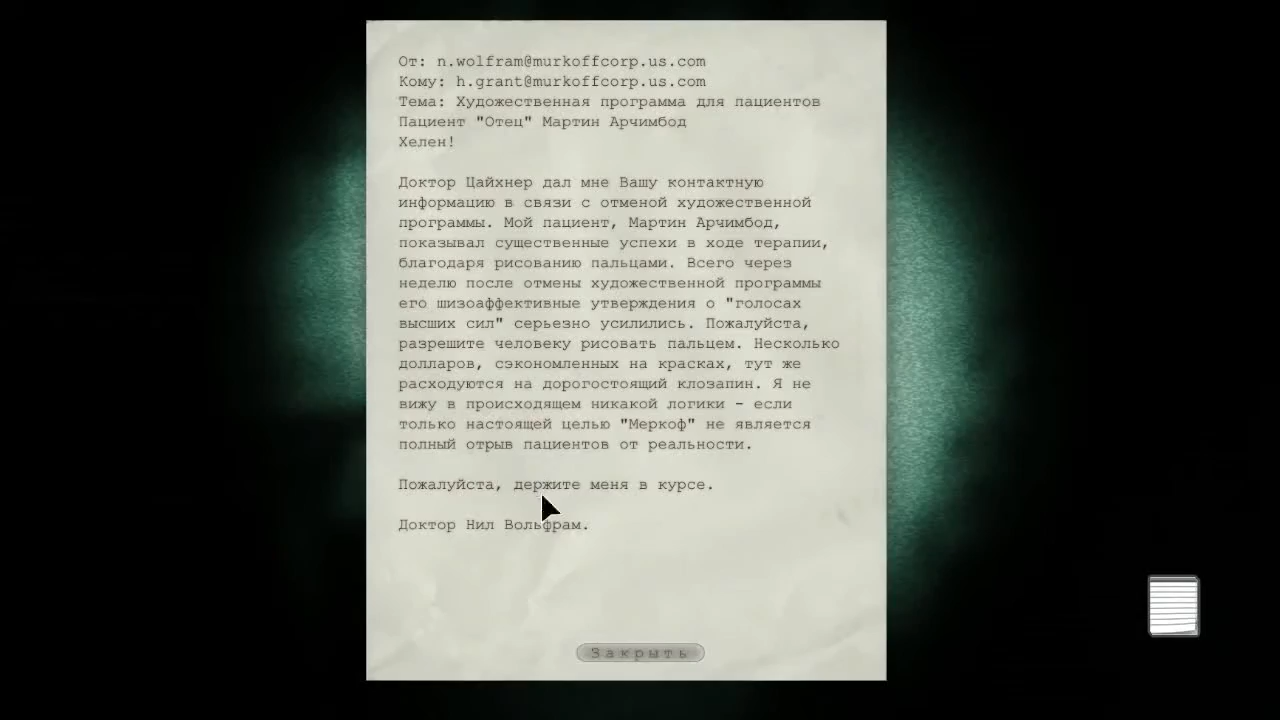 От: n.wolfram@murkoffcorp.us.com
Кому: h.grant@murkoffcorp.us.com
Тема: Художественная программа для пациентов
Пациент "Отец" Мартин Арчимбод
Хелен!
Доктор Цайхнер дал мне Вашу контактную
информацию в связи с отменой художественной
программы. Мой пациент, Мартин Арчимбод,
показывал существенные успехи в ходе терапии,
благодаря рисованию пальцами. Всего через
неделю после отмены художественной программы
его шизоаффективные утверждения о "голосах
высших сил" серьезно усилились. Пожалуйста,
разрешите человеку рисовать пальцем. Несколько
долларов, сэкономленных на красках, тут же
расходуются на дорогостоящий клозапин. Я не
вижу в происходящем никакой логики - если
только настоящей целью "Меркоф" не является
полный отрыв пациентов от реальности.
Пожалуйста, держите меня в курсе.
Доктор Нил Вольфрам.
Закрыть